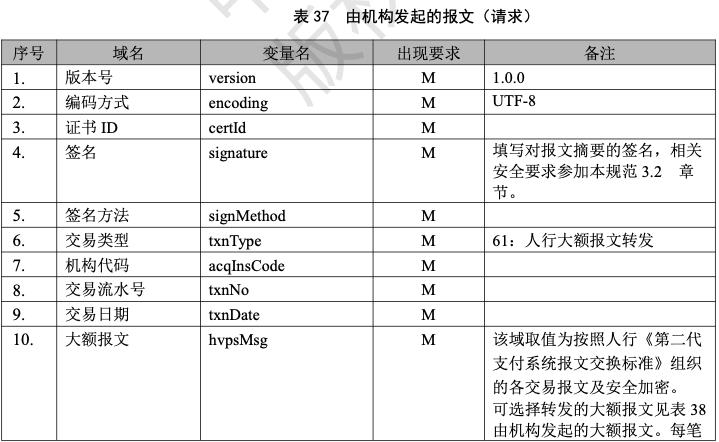 表 37 由机构发起的报文（请求）
序号 域名 变量名 出现要求 备注
1. 版本号 version M 1.0.0
2. 编码方式 encoding M UTF-8
3. 证书 ID certId M
4. 签名 signature M 填写对报文摘要的签名，相关
安全要求参加本规范 3.2 章
节。
5. 签名方法 signMethod M
6. 交易类型 txnType M 61：人行大额报文转发
7. 机构代码 acqInsCode M
8. 交易流水号 txnNo M
9. 交易日期 txnDate M
10. 大额报文 hvpsMsg M 该域取值为按照人行《第二代
支付系统报文交换标准》组织
的各交易报文及安全加密。
可选择转发的大额报文见表 38
由机构发起的大额报文。每笔